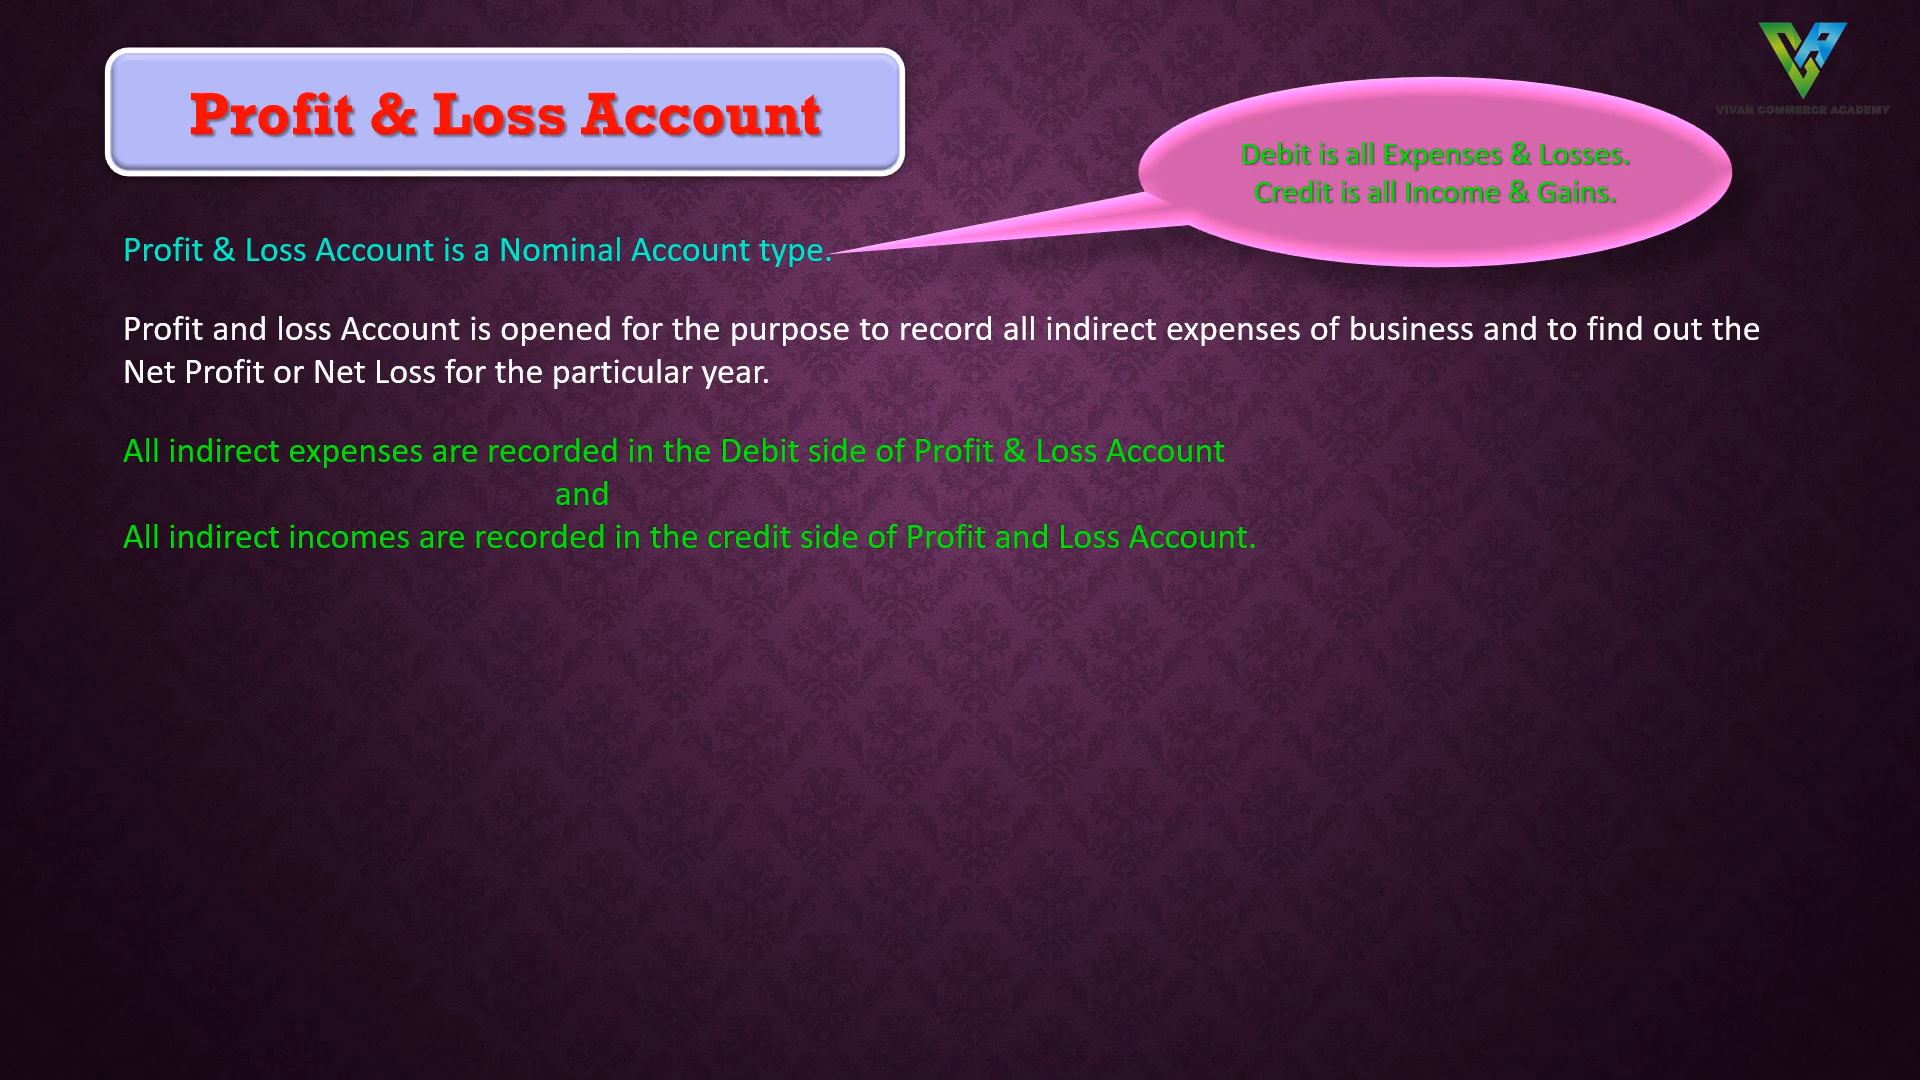 Profit & Loss Account
VIVAN COMMERCE ACADEMY
Debit is all Expenses & Losses.
Credit is all Income & Gains.
Profit & Loss Account is a Nominal Account type.
Profit and loss Account is opened for the purpose to record all indirect expenses of business and to find out the
Net Profit or Net Loss for the particular year.
All indirect expenses are recorded in the Debit side of Profit & Loss Account
and
All indirect incomes are recorded in the credit side of Profit and Loss Account.